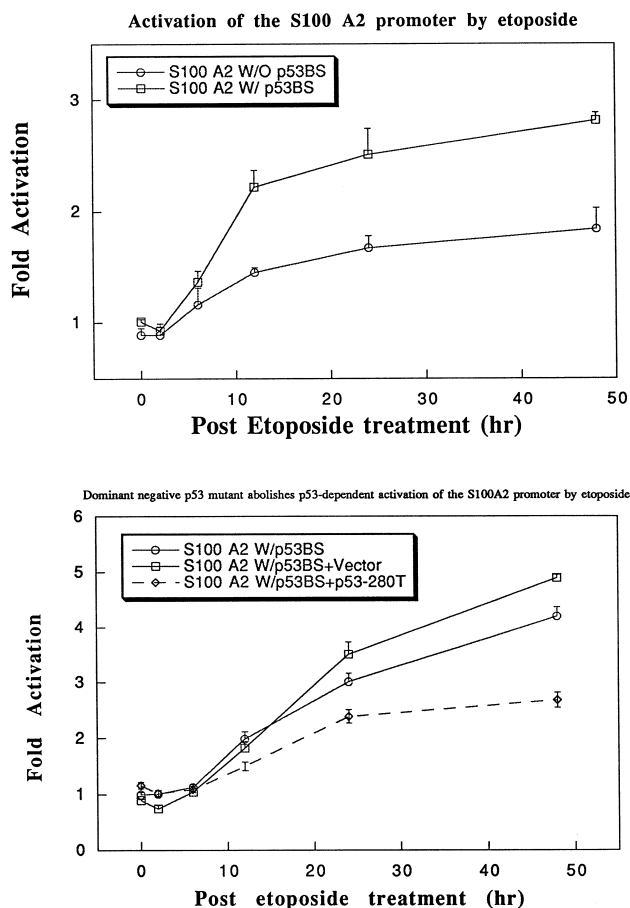 Activation of the S100 A2 promoter by etoposide
S100 A2 W/O p53BS
S100 A2 W/ p53BS
3
2
1
Fold Activation
0 10 20 30 40 50
Post Etoposide treatment (hr)
Dominant negative p53 mutant abolishes p53-dependent activation of the S100A2 promoter by etoposide
6
5
4
3
2
1
0
S100 A2 W/p53BS
S100 A2 W/p53BS+Vector
S100 A2 W/p53BS+p53-280T
Fold Activation
0 10 20 30 40 50
Post etoposide treatment (hr)